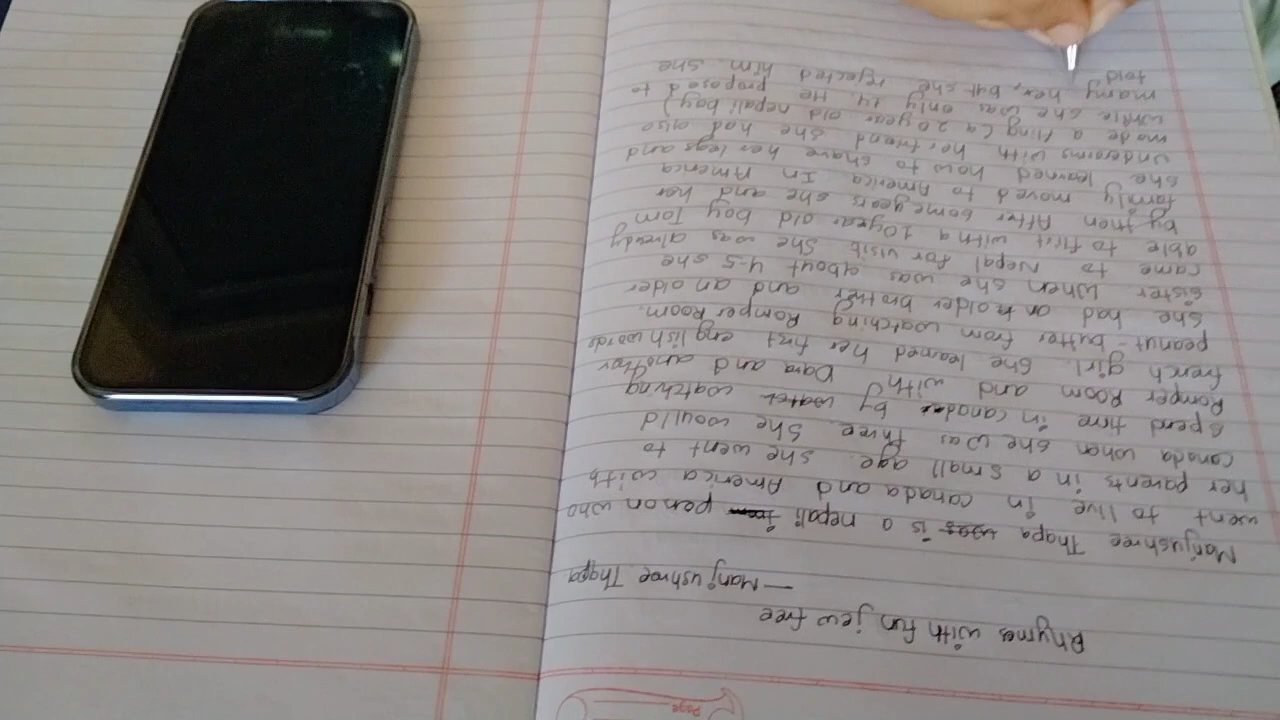 Page
Rhymes with fun jew free
— Manjushree Thapa
Manjushree Thapa was is a nepali person who
went to live in canada and America with
her parents in a small age. she went to
canada when she was three. She would
spend time in canada by watch watching
Romper Room and with Dara and another
french girl. she learned her first english words
peanut-butter from watching Romper Room.
she had an older brother and an older
sister when she was about 4-5 she
came to Nepal for visit she was already
able to flirt with a 10year old boy Tom
by then After some years she and her
family moved to America In America
she learned how to shave her legs and
underarms with her friend she had also
made a fling (a 20year old nepali boy)
while she was only 14. He proposed to
marry her, but she rejected him. she
told